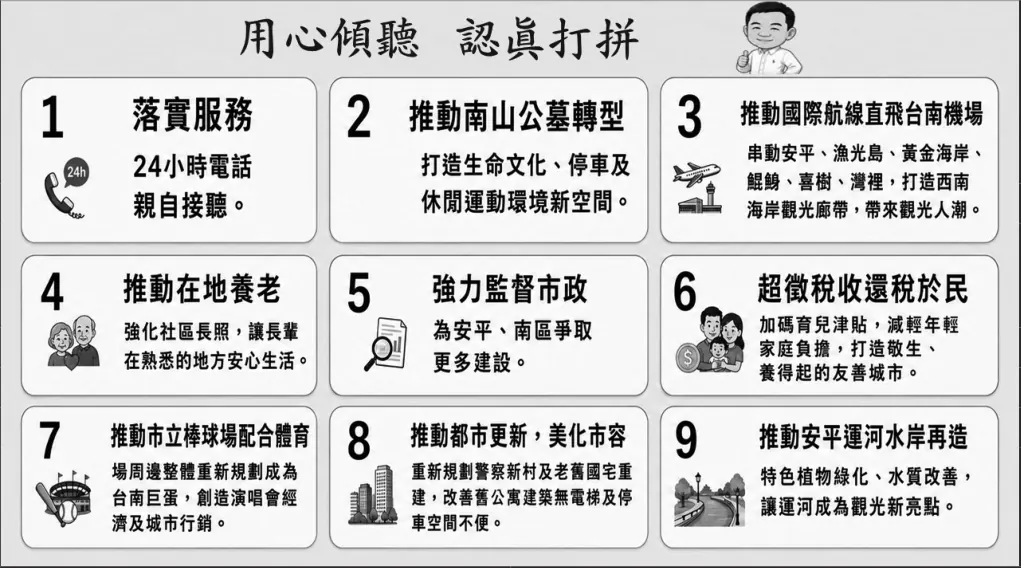 用心傾聽 認眞打拼
1
落實服務
24h
24小時電話
親自接聽。
2
推動南山公墓轉型
打造生命文化、停車及
休閒運動環境新空間。
3
推動國際航線直飛台南機場
串動安平、漁光島、黃金海岸、
鯤鯓、喜樹、灣裡，打造西南
海岸觀光廊帶，帶來觀光人潮。
4
推動在地養老
強化社區長照，讓長輩
在熟悉的地方安心生活。
5
強力監督市政
為安平、南區爭取
更多建設。
6
超徵稅收還稅於民
$
加碼育兒津貼，減輕年輕
家庭負擔，打造敢生、
養得起的友善城市。
7
推動市立棒球場配合體育
場周邊整體重新規劃成為
台南巨蛋，創造演唱會經
濟及城市行銷。
8
推動都市更新，美化市容
重新規劃警察新村及老舊國宅重
建，改善舊公寓建築無電梯及停
車空間不便。
9
推動安平運河水岸再造
特色植物綠化、水質改善，
讓運河成為觀光新亮點。